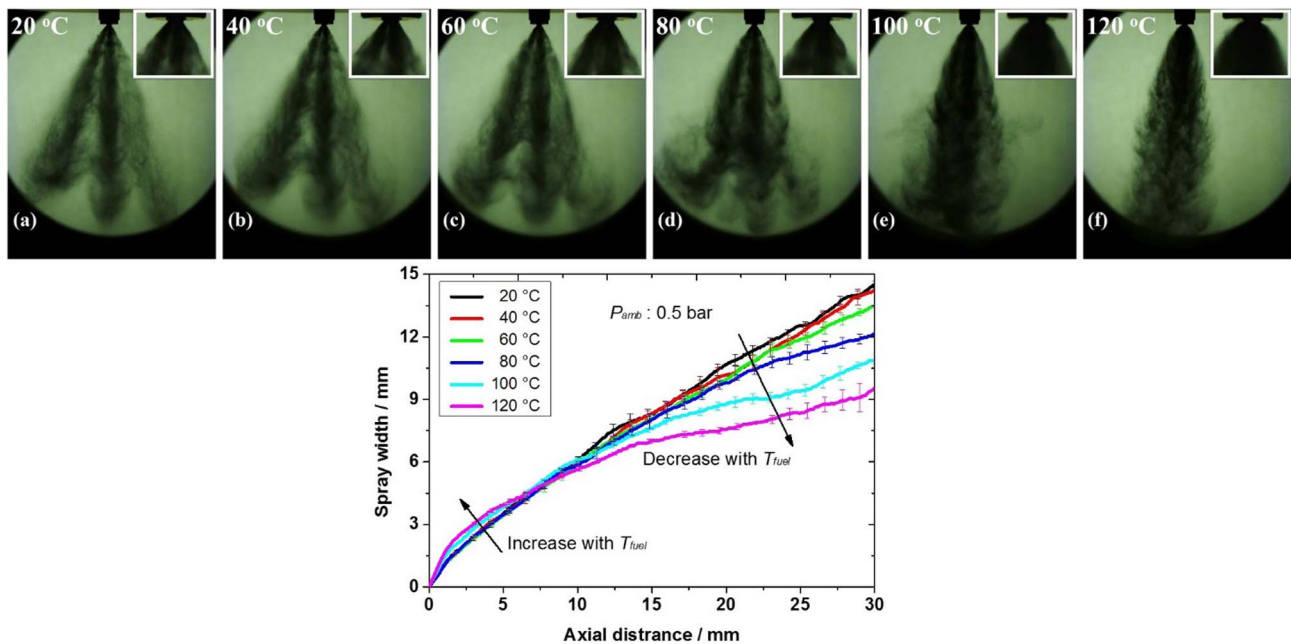 20 °C
40 °C
60 °C
80 °C
100 °C
120 °C
(a)
(b)
(c)
(d)
(e)
(f)
15
12
9
6
3
0
Spray width / mm
20 °C
40 °C
60 °C
80 °C
100 °C
120 °C
Pamb : 0.5 bar
Decrease with Tfuel
Increase with Tfuel
0 5 10 15 20 25 30
Axial distrance / mm